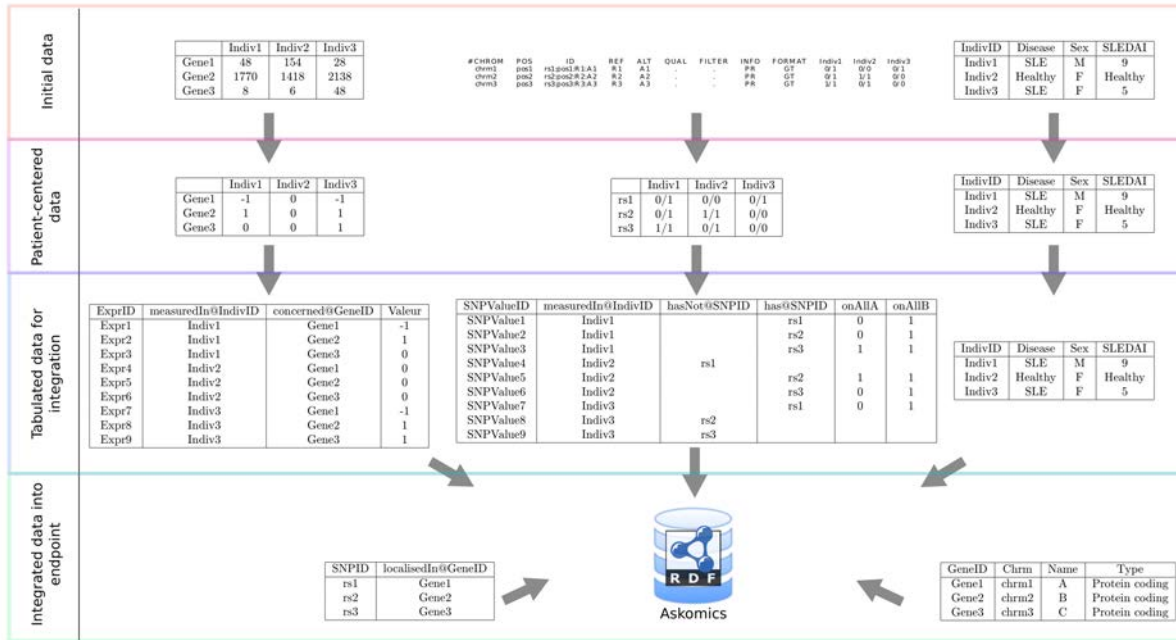 Initial data
Indiv1 Indiv2 Indiv3
Gene1 48 154 28
Gene2 1770 1418 2138
Gene3 8 6 48
#CHROM POS ID REF ALT QUAL FILTER INFO FORMAT Indiv1 Indiv2 Indiv3
chrm1 pos1 rs1:pos1:R1:A1 R1 A1 . . PR GT 0/1 0/0 0/1
chrm2 pos2 rs2:pos2:R2:A2 R2 A2 . . PR GT 0/1 1/1 0/0
chrm3 pos3 rs3:pos3:R3:A3 R3 A3 . . PR GT 1/1 0/1 0/0
IndivID Disease Sex SLEDAI
Indiv1 SLE M 9
Indiv2 Healthy F Healthy
Indiv3 SLE F 5
Patient-centered
data
Indiv1 Indiv2 Indiv3
Gene1 -1 0 -1
Gene2 1 0 1
Gene3 0 0 1
Indiv1 Indiv2 Indiv3
rs1 0/1 0/0 0/1
rs2 0/1 1/1 0/0
rs3 1/1 0/1 0/0
IndivID Disease Sex SLEDAI
Indiv1 SLE M 9
Indiv2 Healthy F Healthy
Indiv3 SLE F 5
Tabulated data for
integration
ExprID measuredIn@IndivID concerned@GeneID Valeur
Expr1 Indiv1 Gene1 -1
Expr2 Indiv1 Gene2 1
Expr3 Indiv1 Gene3 0
Expr4 Indiv2 Gene1 0
Expr5 Indiv2 Gene2 0
Expr6 Indiv2 Gene3 0
Expr7 Indiv3 Gene1 -1
Expr8 Indiv3 Gene2 1
Expr9 Indiv3 Gene3 1
SNPValueID measuredIn@IndivID hasNot@SNPID has@SNPID onAllA onAllB
SNPValue1 Indiv1 rs1 0 1
SNPValue2 Indiv1 rs2 0 1
SNPValue3 Indiv1 rs3 1 1
SNPValue4 Indiv2 rs1
SNPValue5 Indiv2 rs2 1 1
SNPValue6 Indiv2 rs3 0 1
SNPValue7 Indiv3 rs1 0 1
SNPValue8 Indiv3 rs2
SNPValue9 Indiv3 rs3
IndivID Disease Sex SLEDAI
Indiv1 SLE M 9
Indiv2 Healthy F Healthy
Indiv3 SLE F 5
Integrated data into
endpoint
SNPID localisedIn@GeneID
rs1 Gene1
rs2 Gene2
rs3 Gene3
RDF
Askomics
GeneID Chrm Name Type
Gene1 chrm1 A Protein coding
Gene2 chrm2 B Protein coding
Gene3 chrm3 C Protein coding